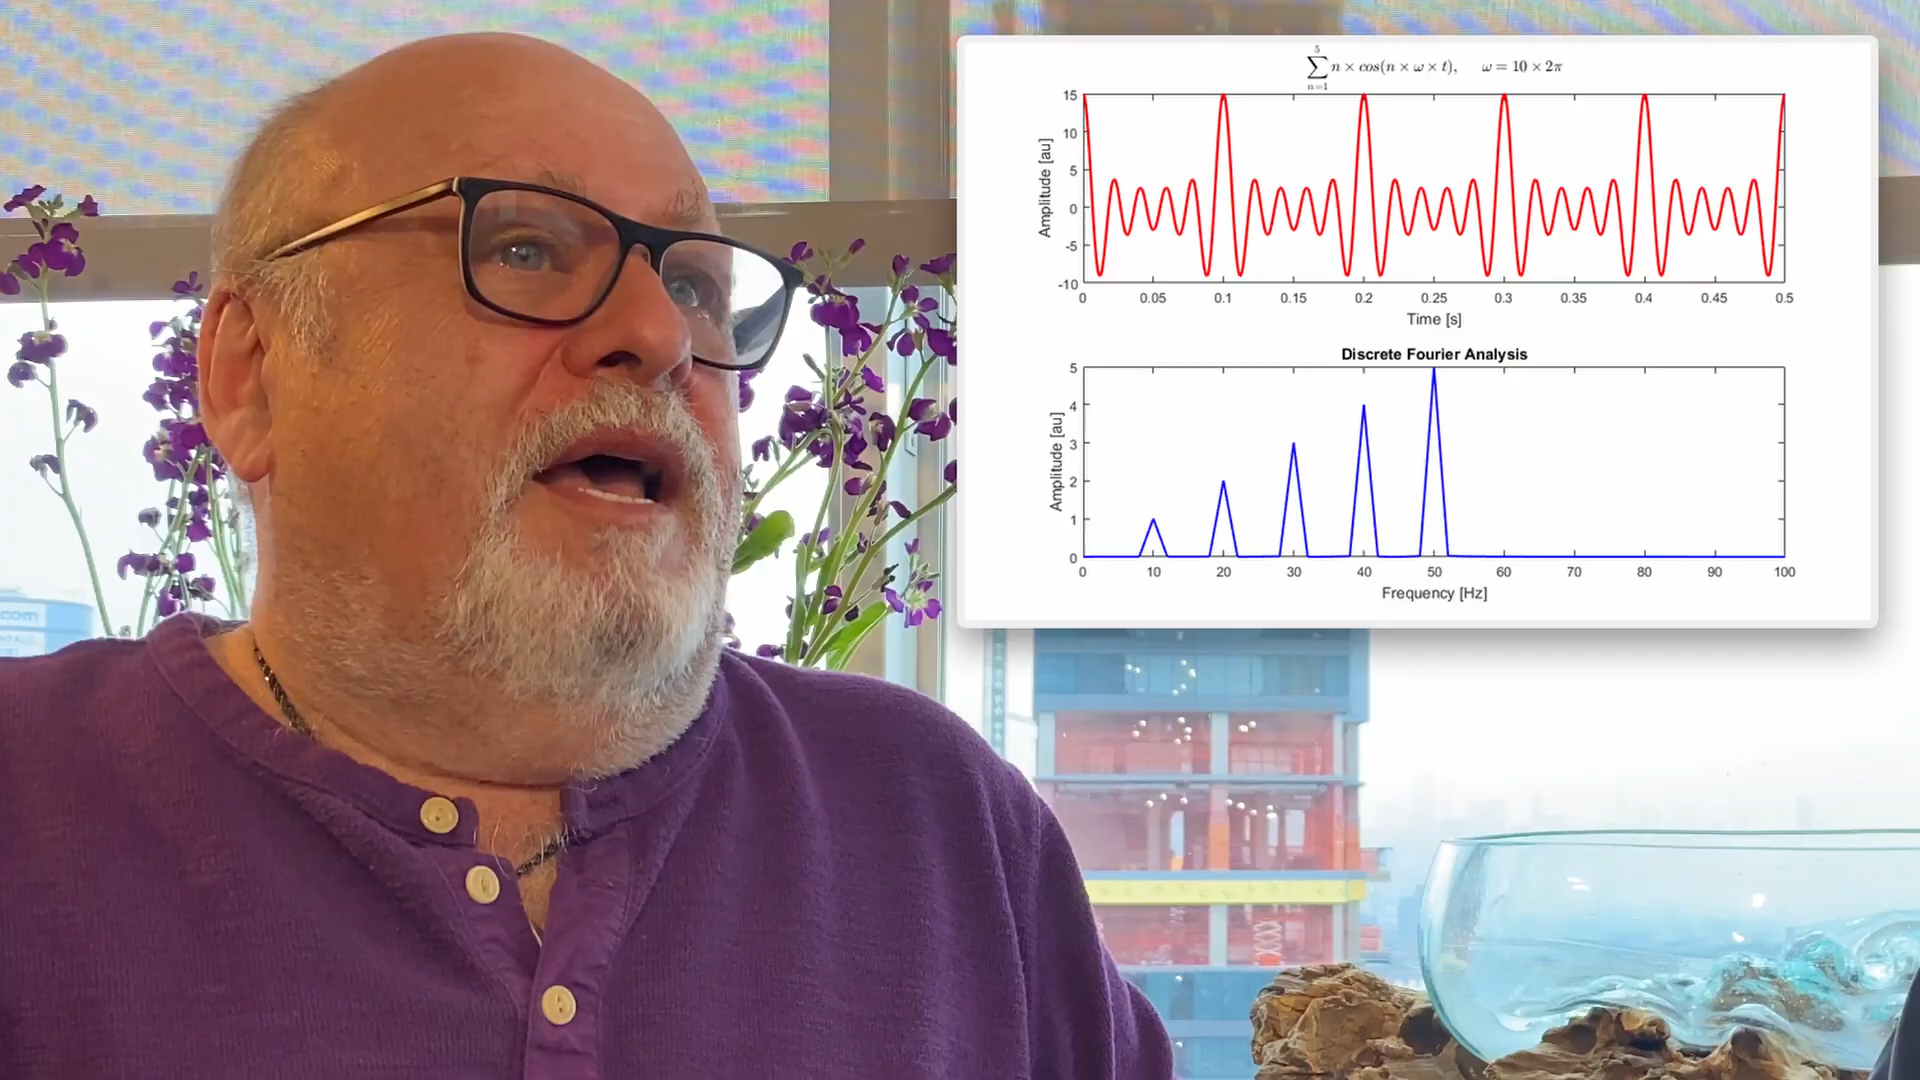 5
∑ n × cos(n × ω × t),   ω = 10 × 2π
n=1
15
10
5
0
-5
-10
Amplitude [au]
0 0.05 0.1 0.15 0.2 0.25 0.3 0.35 0.4 0.45 0.5
Time [s]
Discrete Fourier Analysis
5
4
3
2
1
0
Amplitude [au]
0 10 20 30 40 50 60 70 80 90 100
Frequency [Hz]